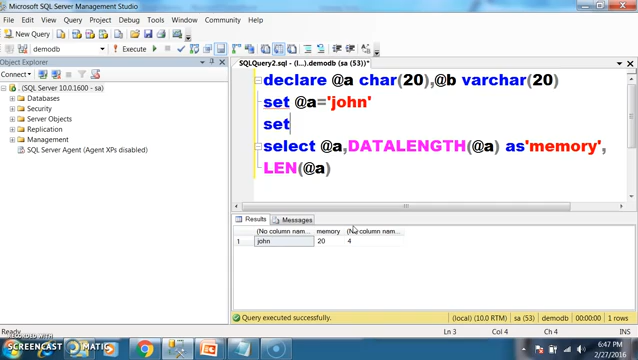 Microsoft SQL Server Management Studio
File Edit View Query Project Debug Tools Window Community Help
New Query
demodb Execute
Object Explorer
SQLQuery2.sql - (l...).demodb (sa (53))*
Connect
. (SQL Server 10.0.1600 - sa)
Databases
Security
Server Objects
Replication
Management
SQL Server Agent (Agent XPs disabled)
declare @a char(20),@b varchar(20)
set @a='john'
set
select @a,DATALENGTH(@a) as'memory',
LEN(@a)
Results Messages
(No column nam... memory (No column nam...
1 john 20 4
Query executed successfully. (local) (10.0 RTM) sa (53) demodb 00:00:00 1 rows
Ready Ln 3 Col 4 Ch 4 INS
RECORDED WITH
SCREENCAST MATIC
6:47 PM
2/27/2016